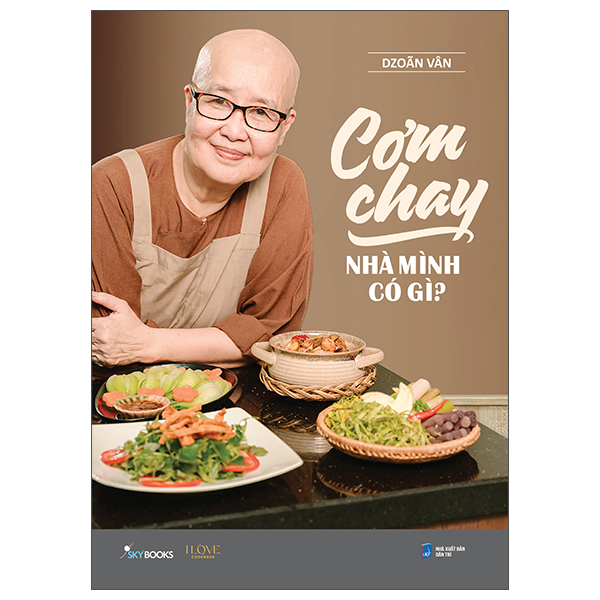 DZOÃN VÂN
Cơm
chay
NHÀ MÌNH
CÓ GÌ?
SKYBOOKS
I LOVE
COOKBOOK
NHÀ XUẤT BẢN
DÂN TRÍ